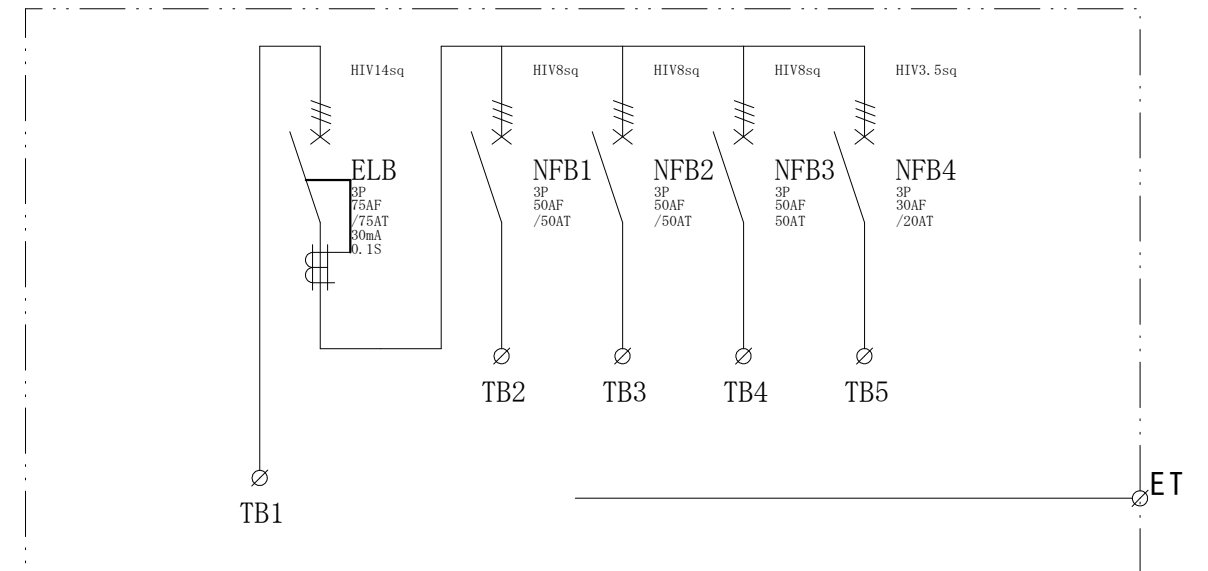 HIV14sq
HIV8sq
HIV8sq
HIV8sq
HIV3.5sq
ELB
3P
75AF
/75AT
30mA
0.1S
NFB1
3P
50AF
/50AT
NFB2
3P
50AF
/50AT
NFB3
3P
50AF
50AT
NFB4
3P
30AF
/20AT
TB2
TB3
TB4
TB5
TB1
ET